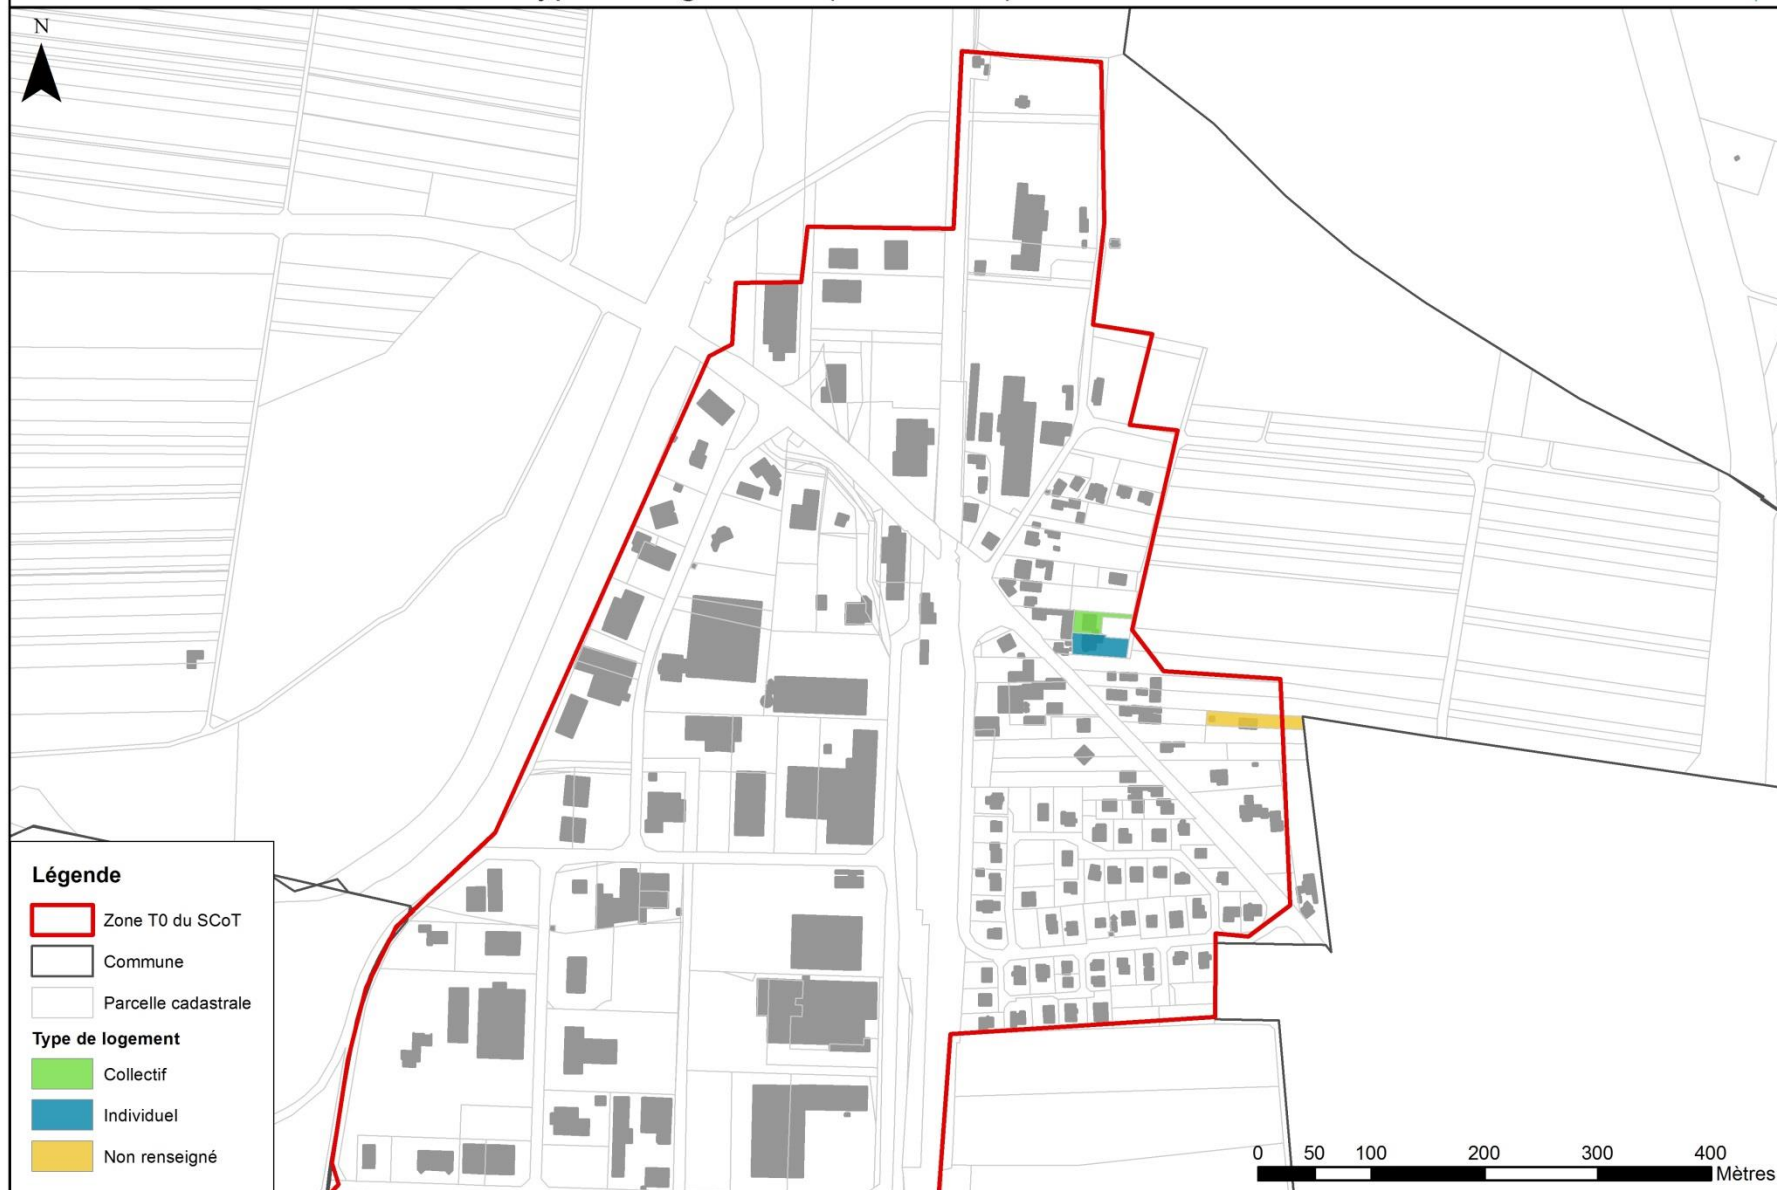 N
Légende
Zone T0 du SCoT
Commune
Parcelle cadastrale
Type de logement
Collectif
Individuel
Non renseigné
0 50 100 200 300 400
Mètres